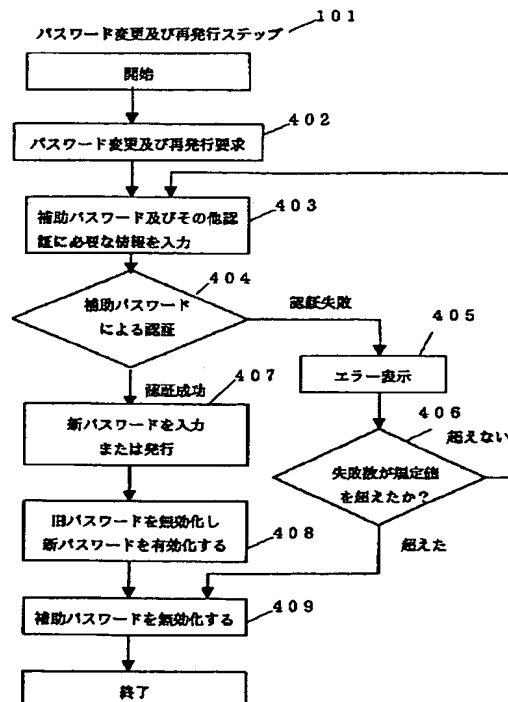 パスワード変更及び再発行ステップ
101
開始
402
パスワード変更及び再発行要求
403
補助パスワード及びその他認
証に必要な情報を入力
404
補助パスワード
による認証
認証失敗
405
エラー表示
407
認証成功
新パスワードを入力
または発行
406
超えない
失敗数が規定値
を超えたか？
旧パスワードを無効化し
新パスワードを有効化する
408
超えた
409
補助パスワードを無効化する
終了